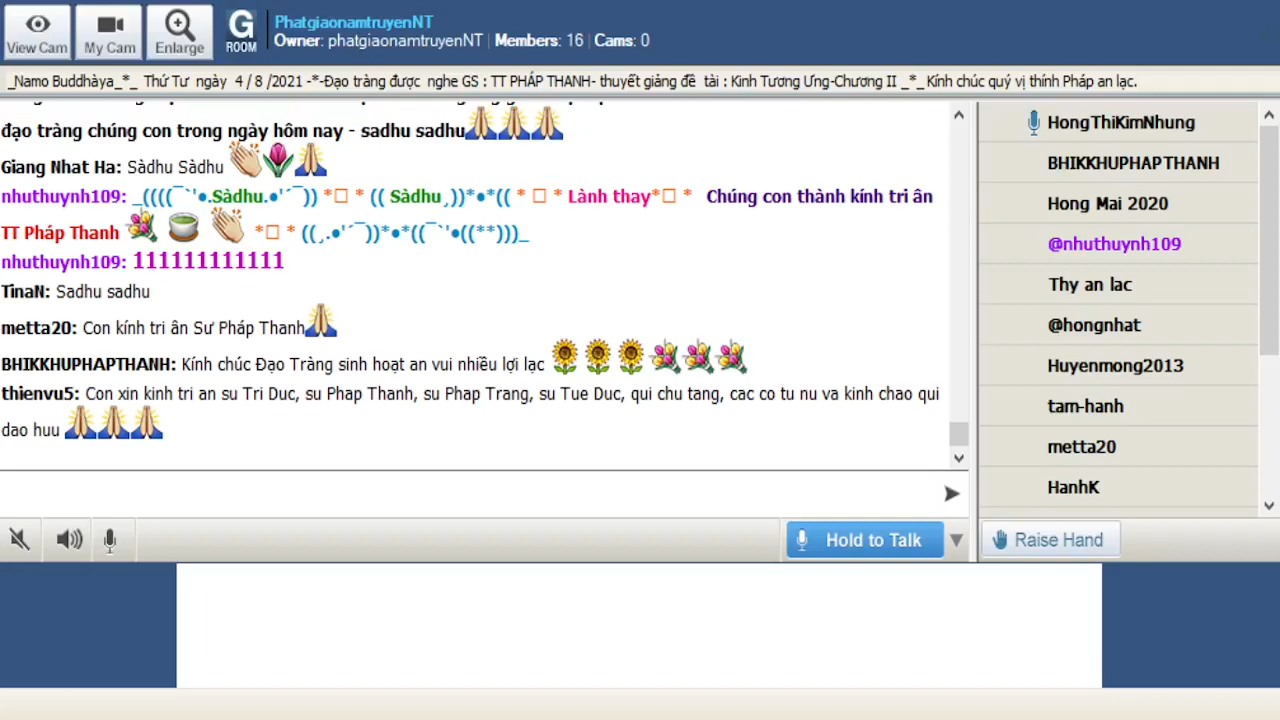 PhatgiaonamtruyenNT
Owner: phatgiaonamtruyenNT | Members: 16 | Cams: 0
View Cam
My Cam
Enlarge
G
ROOM
_Namo Buddhàya_*_ Thứ Tư ngày 4 / 8 /2021 -*-Đạo tràng được nghe GS : TT PHÁP THANH- thuyết giảng đề tài : Kinh Tương Ưng-Chương II _*_ Kính chúc quý vị thính Pháp an lạc.
đạo tràng chúng con trong ngày hôm nay - sadhu sadhu🙏🙏🙏
Giang Nhat Ha: Sàdhu Sàdhu 👏🌷🙏
nhuthuynh109: _((((¯`'•.Sàdhu.•'´¯)) *□ * (( Sàdhu¸))*•*(( * □ * Lành thay*□ * Chúng con thành kính tri ân
TT Pháp Thanh 💐 🍵 👏 *□ * ((¸.•'´¯))*•*((¯`'•((**)))_
nhuthuynh109: 111111111111
TinaN: Sadhu sadhu
metta20: Con kính tri ân Sư Pháp Thanh🙏
BHIKKHUPHAPTHANH: Kính chúc Đạo Tràng sinh hoạt an vui nhiều lợi lạc 🌻🌻🌻💐💐💐
thienvu5: Con xin kinh tri an su Tri Duc, su Phap Thanh, su Phap Trang, su Tue Duc, qui chu tang, cac co tu nu va kinh chao qui
dao huu 🙏🙏🙏
HongThiKimNhung
BHIKKHUPHAPTHANH
Hong Mai 2020
@nhuthuynh109
Thy an lac
@hongnhat
Huyenmong2013
tam-hanh
metta20
HanhK
Hold to Talk
Raise Hand